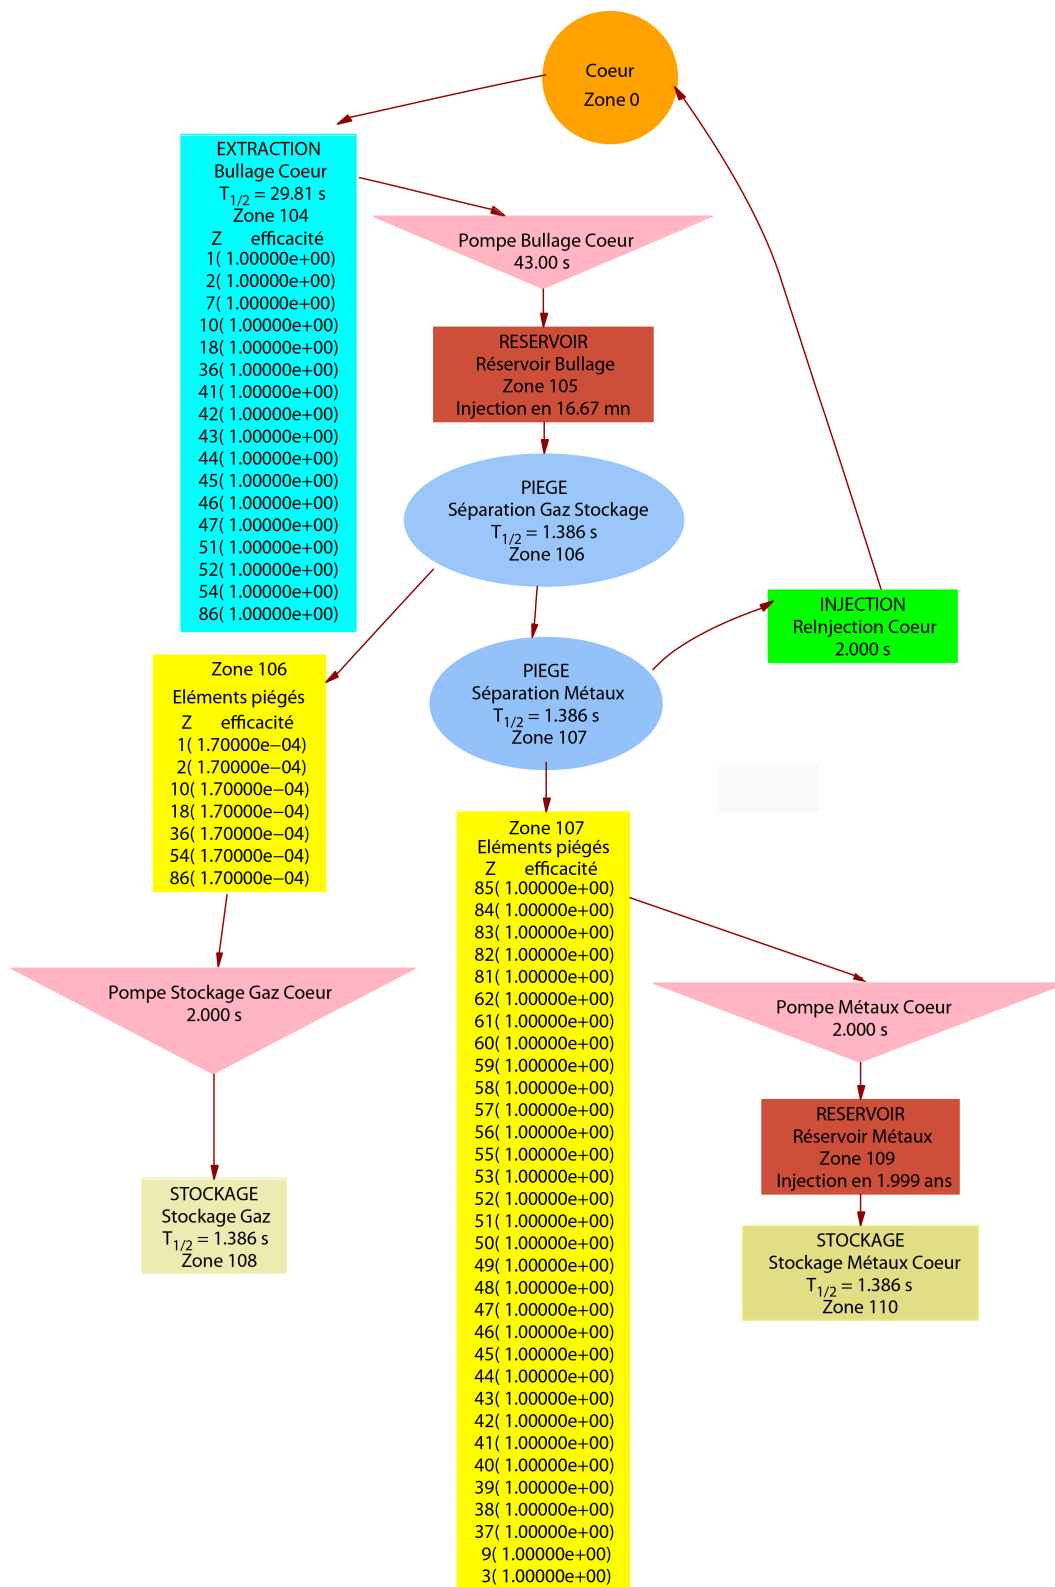 Coeur
Zone 0
EXTRACTION
Bullage Coeur
T1/2 = 29.81 s
Zone 104
Z efficacité
1( 1.00000e+00)
2( 1.00000e+00)
7( 1.00000e+00)
10( 1.00000e+00)
18( 1.00000e+00)
36( 1.00000e+00)
41( 1.00000e+00)
42( 1.00000e+00)
43( 1.00000e+00)
44( 1.00000e+00)
45( 1.00000e+00)
46( 1.00000e+00)
47( 1.00000e+00)
51( 1.00000e+00)
52( 1.00000e+00)
54( 1.00000e+00)
86( 1.00000e+00)
Pompe Bullage Coeur
43.00 s
RESERVOIR
Réservoir Bullage
Zone 105
Injection en 16.67 mn
PIEGE
Séparation Gaz Stockage
T1/2 = 1.386 s
Zone 106
INJECTION
ReInjection Coeur
2.000 s
PIEGE
Séparation Métaux
T1/2 = 1.386 s
Zone 107
Zone 106
Eléments piégés
Z efficacité
1( 1.70000e−04)
2( 1.70000e−04)
10( 1.70000e−04)
18( 1.70000e−04)
36( 1.70000e−04)
54( 1.70000e−04)
86( 1.70000e−04)
Pompe Stockage Gaz Coeur
2.000 s
STOCKAGE
Stockage Gaz
T1/2 = 1.386 s
Zone 108
Zone 107
Eléments piégés
Z efficacité
85( 1.00000e+00)
84( 1.00000e+00)
83( 1.00000e+00)
82( 1.00000e+00)
81( 1.00000e+00)
62( 1.00000e+00)
61( 1.00000e+00)
60( 1.00000e+00)
59( 1.00000e+00)
58( 1.00000e+00)
57( 1.00000e+00)
56( 1.00000e+00)
55( 1.00000e+00)
53( 1.00000e+00)
52( 1.00000e+00)
51( 1.00000e+00)
50( 1.00000e+00)
49( 1.00000e+00)
48( 1.00000e+00)
47( 1.00000e+00)
46( 1.00000e+00)
45( 1.00000e+00)
44( 1.00000e+00)
43( 1.00000e+00)
42( 1.00000e+00)
41( 1.00000e+00)
40( 1.00000e+00)
39( 1.00000e+00)
38( 1.00000e+00)
37( 1.00000e+00)
9( 1.00000e+00)
3( 1.00000e+00)
Pompe Métaux Coeur
2.000 s
RESERVOIR
Réservoir Métaux
Zone 109
Injection en 1.999 ans
STOCKAGE
Stockage Métaux Coeur
T1/2 = 1.386 s
Zone 110